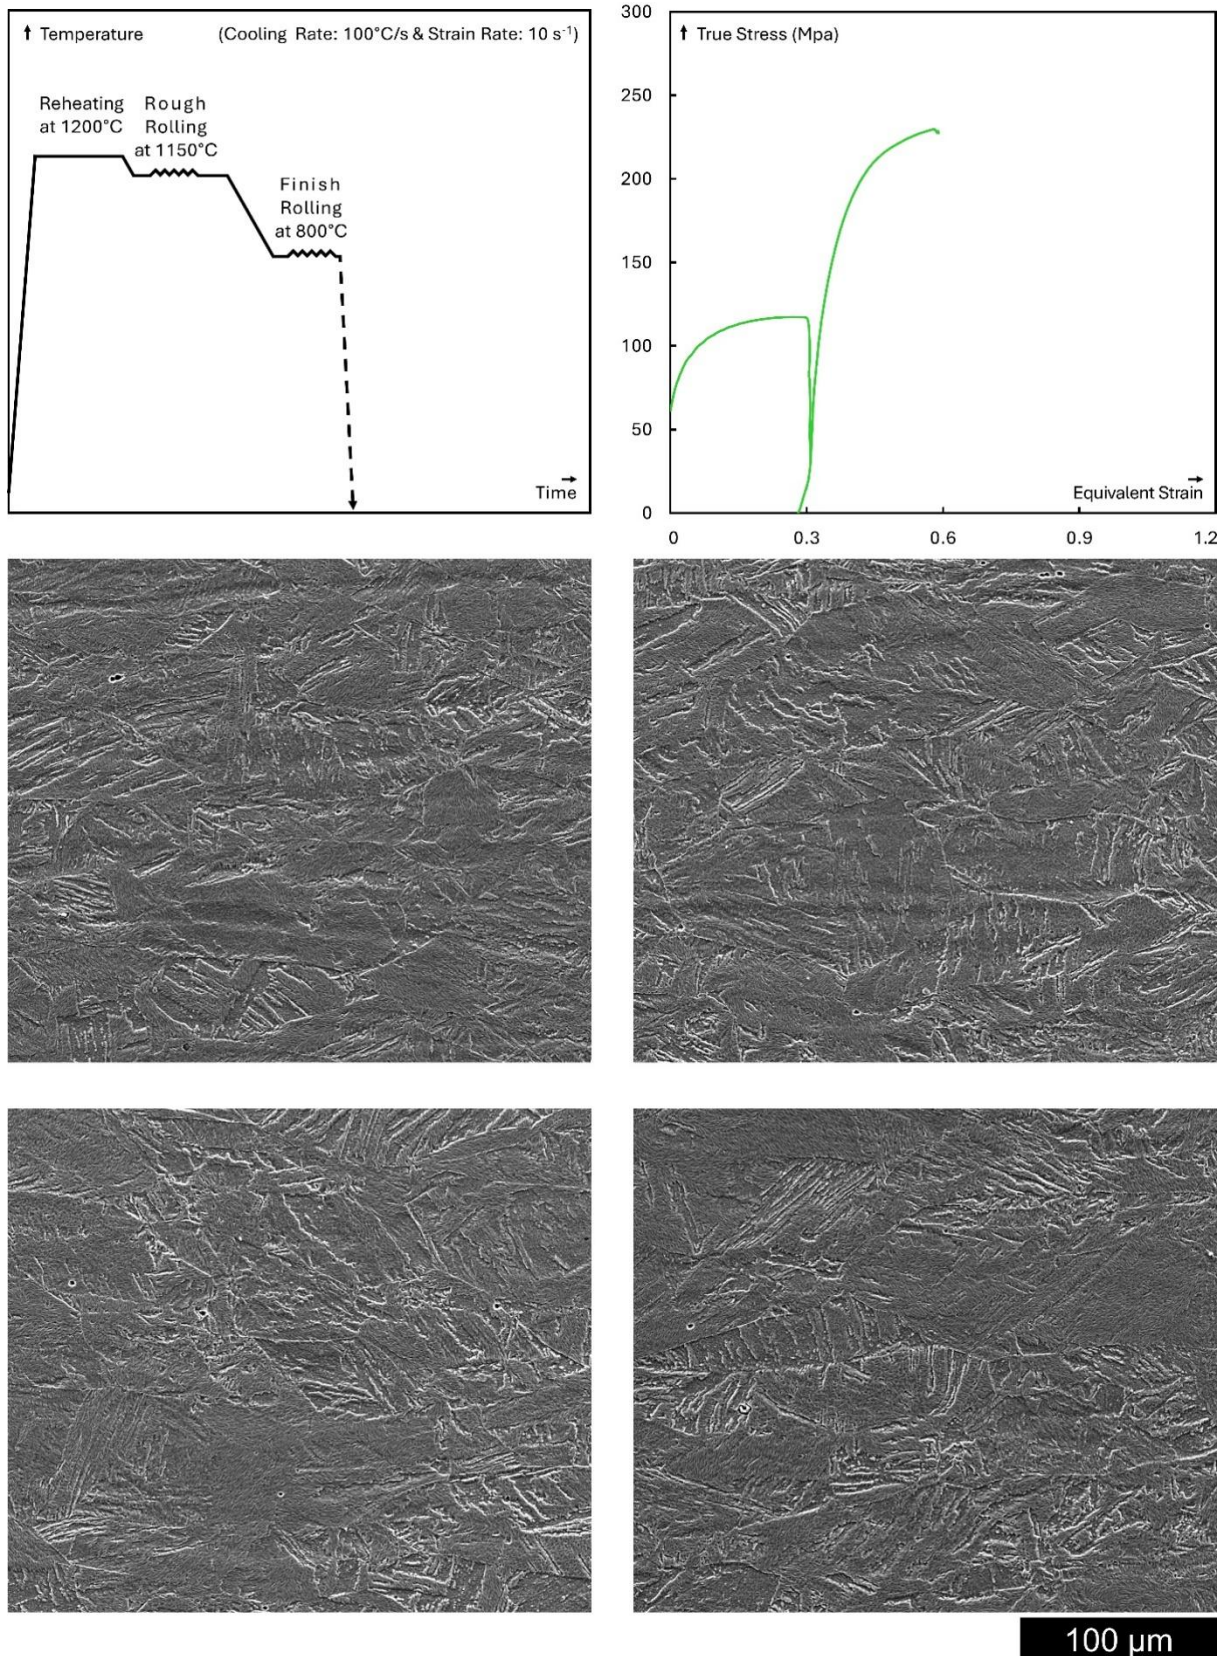 ↑ Temperature (Cooling Rate: 100°C/s & Strain Rate: 10 s⁻¹)
Reheating
at 1200°C
Rough
Rolling
at 1150°C
Finish
Rolling
at 800°C
→
Time
300
↑ True Stress (Mpa)
250
200
150
100
50
0
→
Equivalent Strain
0 0.3 0.6 0.9 1.2
100 µm